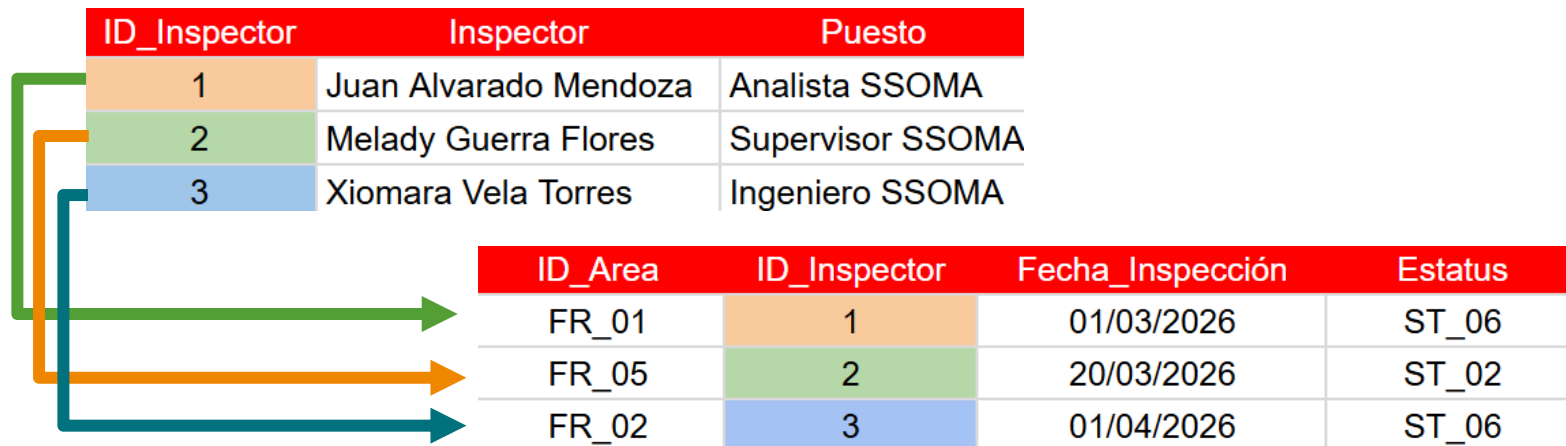 ID_Inspector Inspector Puesto
1 Juan Alvarado Mendoza Analista SSOMA
2 Melady Guerra Flores Supervisor SSOMA
3 Xiomara Vela Torres Ingeniero SSOMA
ID_Area ID_Inspector Fecha_Inspección Estatus
FR_01 1 01/03/2026 ST_06
FR_05 2 20/03/2026 ST_02
FR_02 3 01/04/2026 ST_06